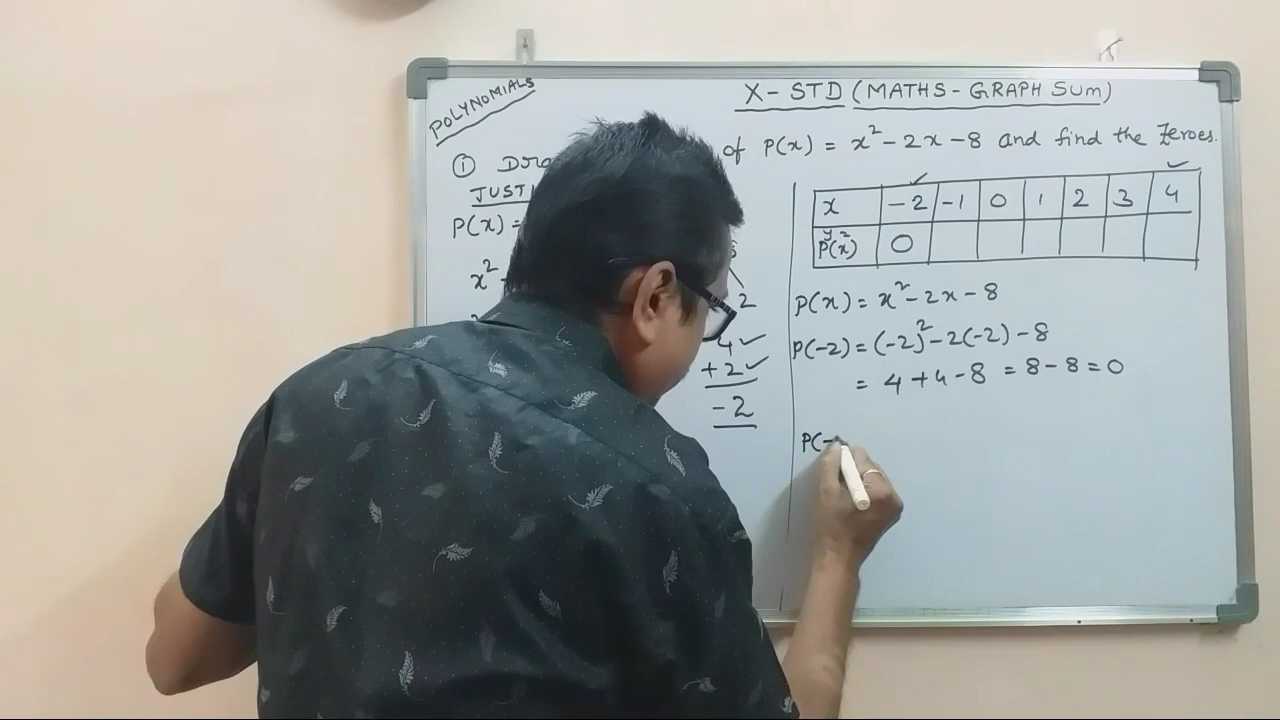 POLYNOMIALS
X - STD (MATHS - GRAPH SUM)
① of P(x) = x² - 2x - 8 and find the Zeroes.
JUST
P(x) =
x²
2
4 ✓
+ 2 ✓
- 2
x -2 -1 0 1 2 3 4
P(x) 0
P(x) = x² - 2x - 8
P(-2) = (-2)² - 2(-2) - 8
= 4 + 4 - 8 = 8 - 8 = 0
P(-